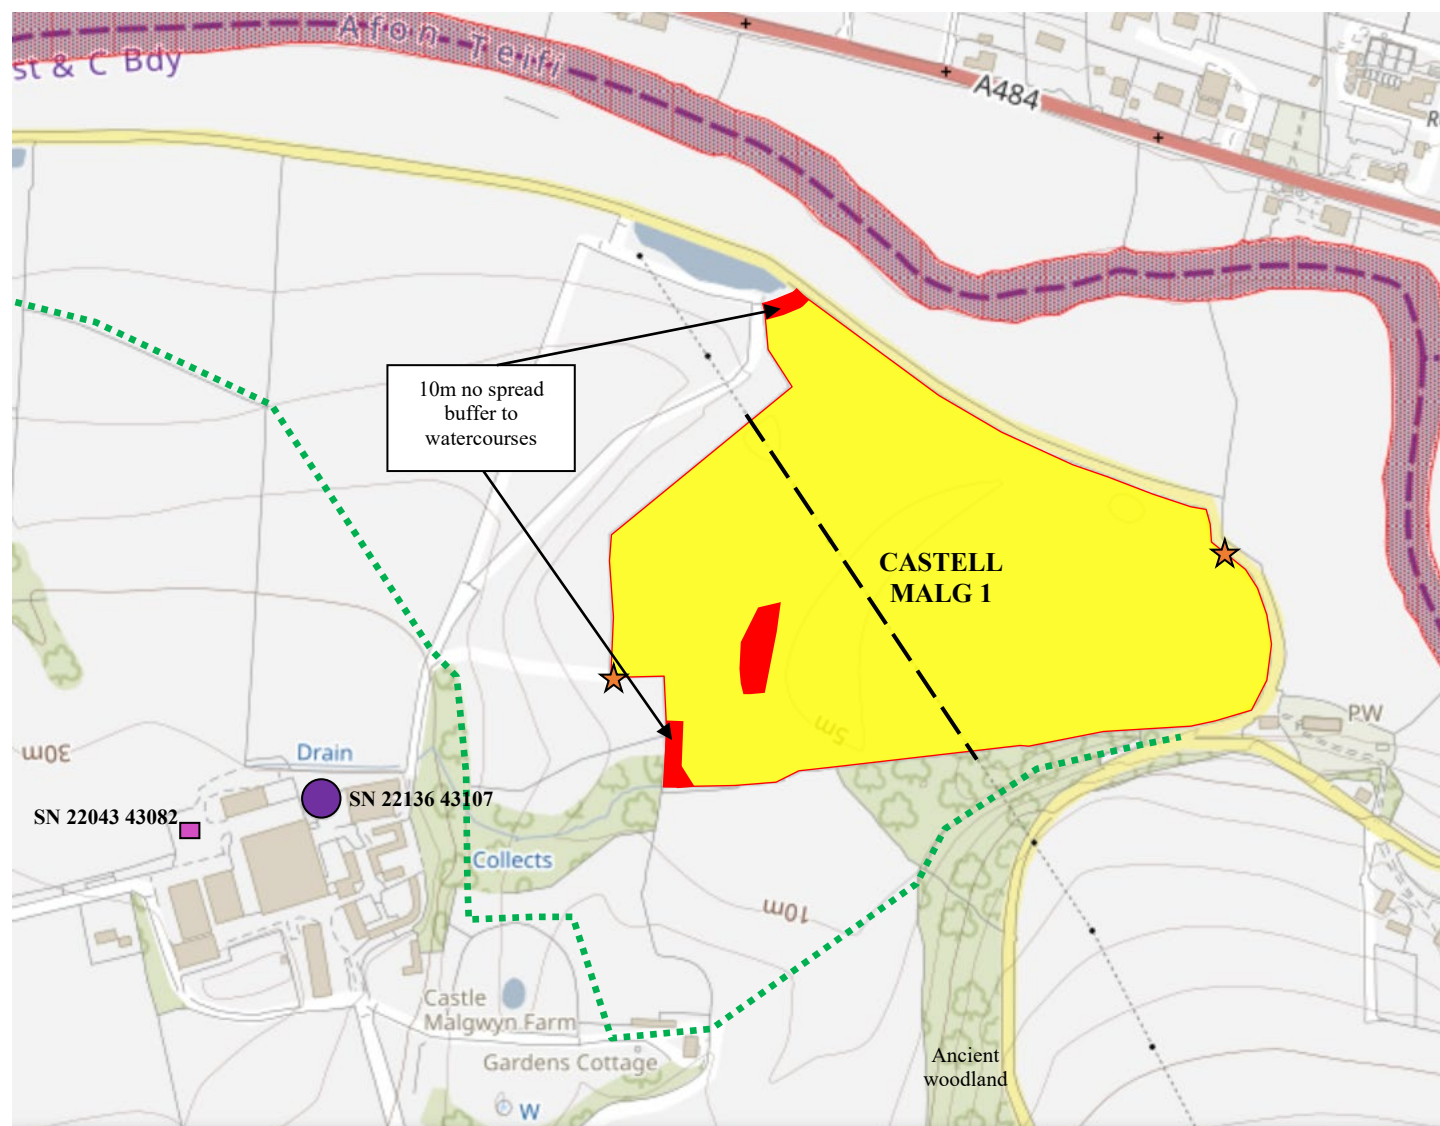 Afon Teifi
st & C Bdy
A484
10m no spread
buffer to
watercourses
CASTELL
MALG 1
5m
PW
30m
Drain
SN 22136 43107
SN 22043 43082
Collects
10m
Castle
Malgwyn Farm
Gardens Cottage
Ancient
woodland
W